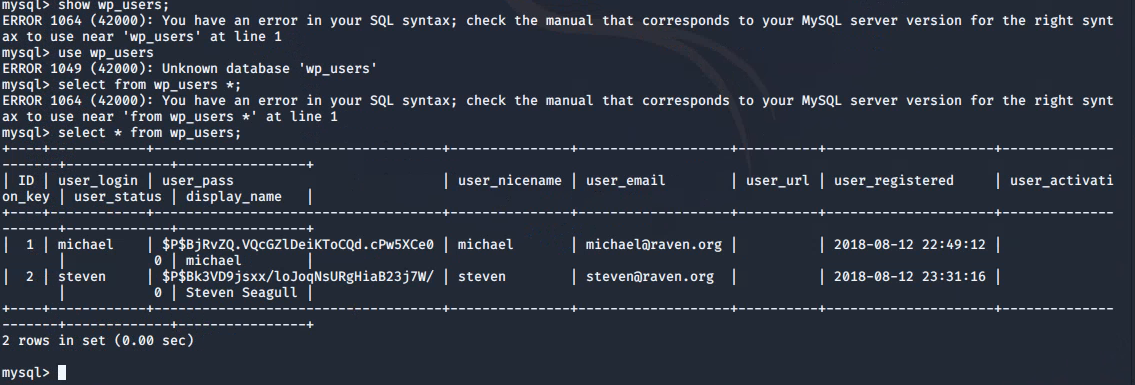 mysql> show wp_users;
ERROR 1064 (42000): You have an error in your SQL syntax; check the manual that corresponds to your MySQL server version for the right synt
ax to use near 'wp_users' at line 1
mysql> use wp_users
ERROR 1049 (42000): Unknown database 'wp_users'
mysql> select from wp_users *;
ERROR 1064 (42000): You have an error in your SQL syntax; check the manual that corresponds to your MySQL server version for the right synt
ax to use near 'from wp_users *' at line 1
mysql> select * from wp_users;
+----+------------+------------------------------------+---------------+-------------------+----------+---------------------+--------------
-------+-------------+----------------+
| ID | user_login | user_pass                          | user_nicename | user_email        | user_url | user_registered     | user_activati
on_key | user_status | display_name   |
+----+------------+------------------------------------+---------------+-------------------+----------+---------------------+--------------
-------+-------------+----------------+
|  1 | michael    | $P$BjRvZQ.VQcGZlDeiKToCQd.cPw5XCe0 | michael       | michael@raven.org |          | 2018-08-12 22:49:12 |
       |           0 | michael        |
|  2 | steven     | $P$Bk3VD9jsxx/loJoqNsURgHiaB23j7W/ | steven        | steven@raven.org  |          | 2018-08-12 23:31:16 |
       |           0 | Steven Seagull |
+----+------------+------------------------------------+---------------+-------------------+----------+---------------------+--------------
-------+-------------+----------------+
2 rows in set (0.00 sec)
mysql>